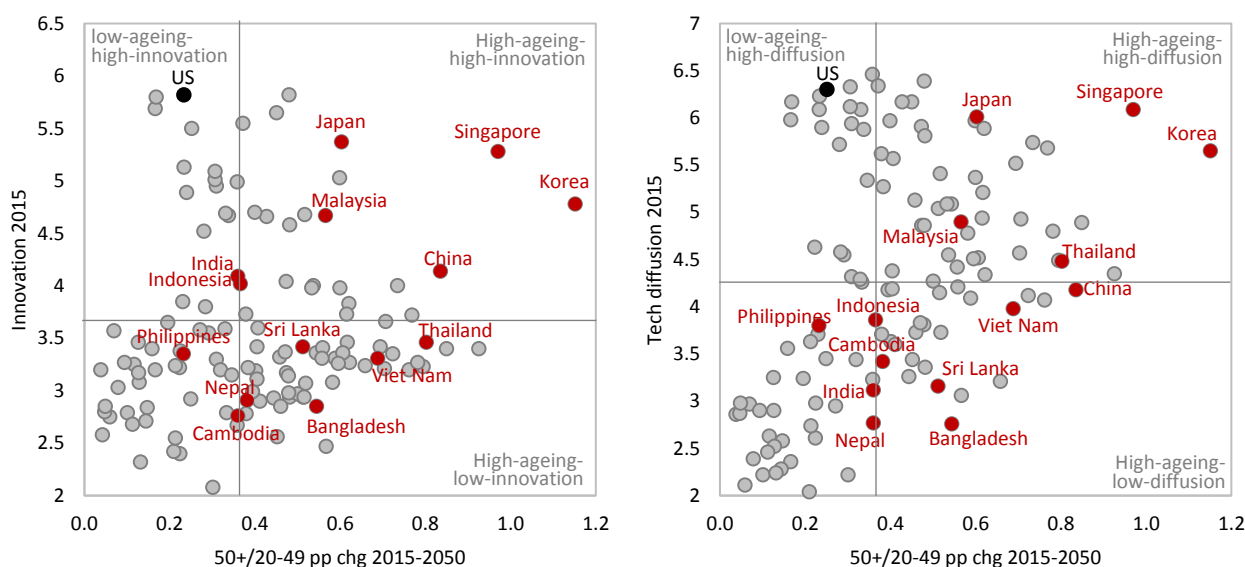 6.5
6
5.5
5
4.5
4
3.5
3
2.5
2
Innovation 2015
low-ageing-
high-innovation
US
High-ageing-
high-innovation
Japan
Singapore
Korea
Malaysia
China
India
Indonesia
Philippines
Sri Lanka
Thailand
Viet Nam
Nepal
Cambodia
Bangladesh
High-ageing-
low-innovation
0.0 0.2 0.4 0.6 0.8 1.0 1.2
50+/20-49 pp chg 2015-2050
7
6.5
6
5.5
5
4.5
4
3.5
3
2.5
2
Tech diffusion 2015
low-ageing-
high-diffusion
US
High-ageing-
high-diffusion
Japan
Singapore
Korea
Malaysia
Thailand
China
Indonesia
Philippines
Viet Nam
Cambodia
Sri Lanka
India
Nepal
Bangladesh
High-ageing-
low-diffusion
0.0 0.2 0.4 0.6 0.8 1.0 1.2
50+/20-49 pp chg 2015-2050